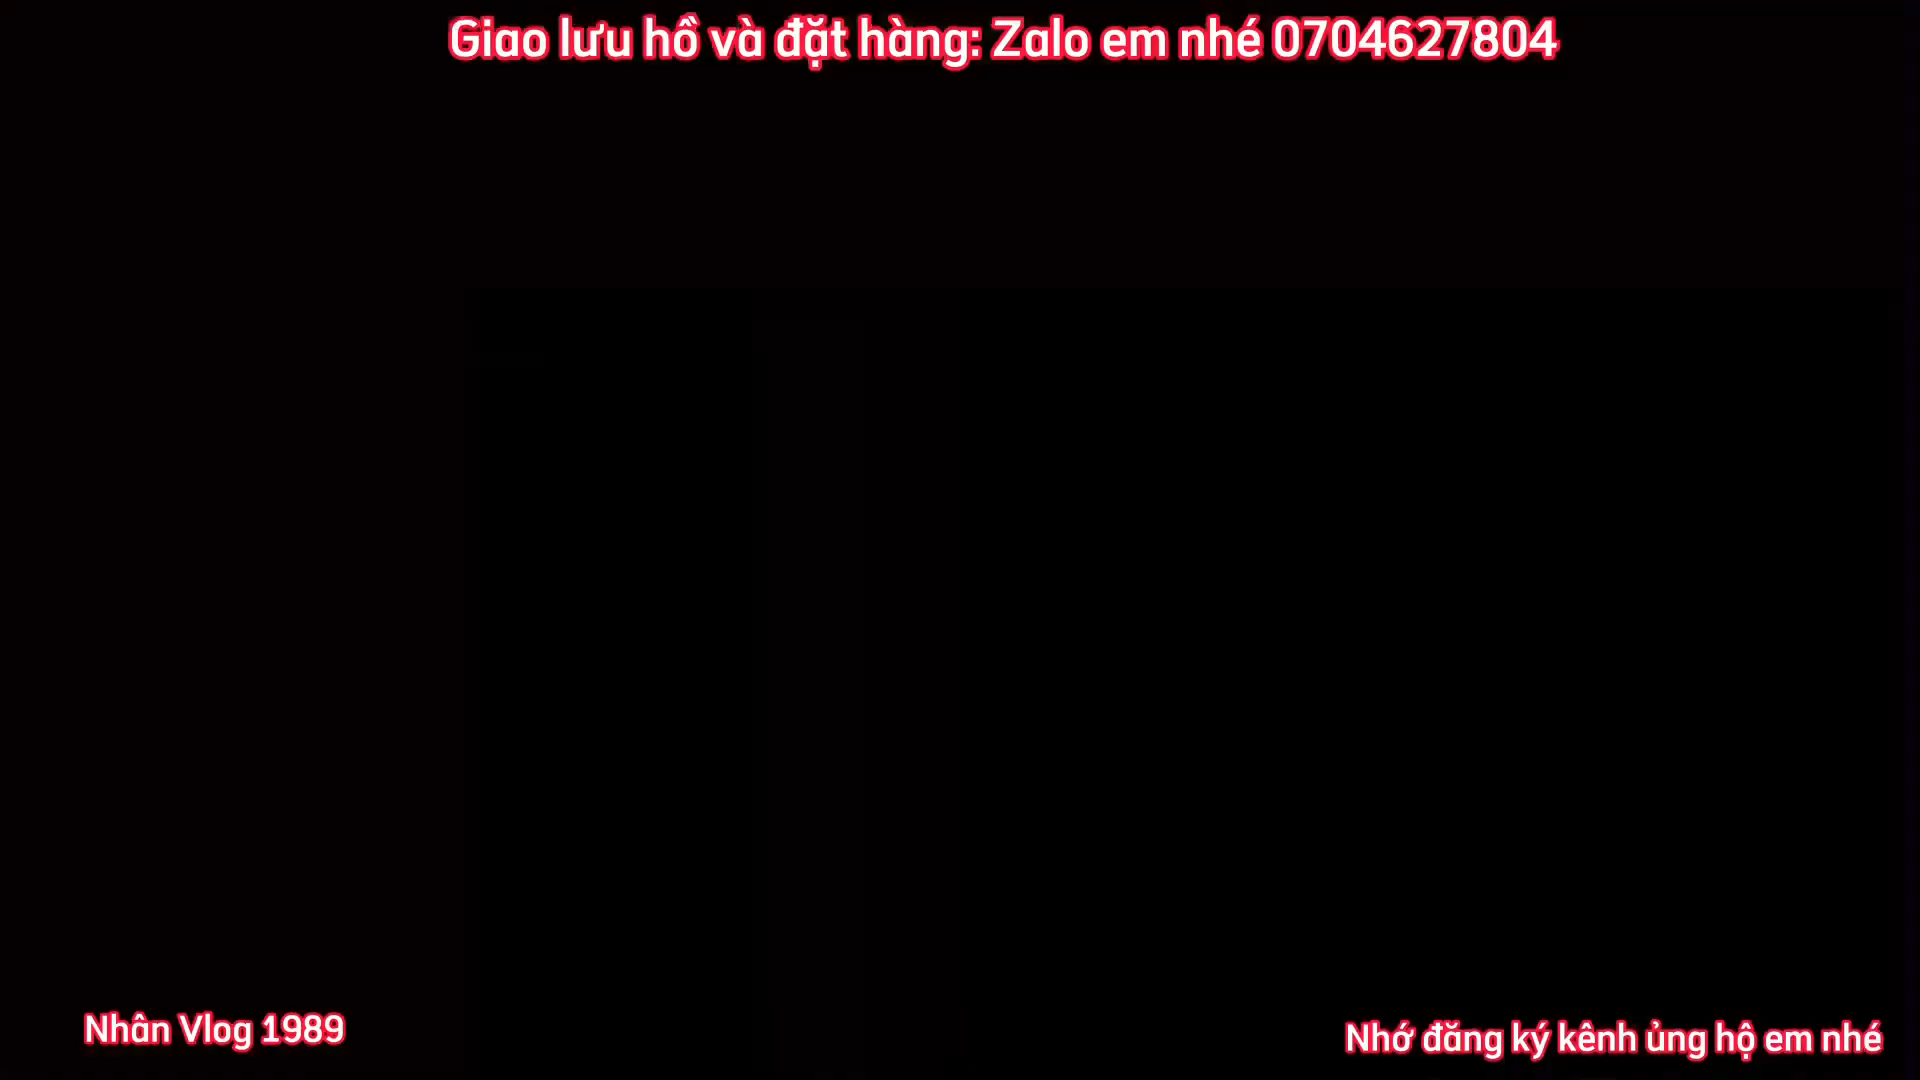 Giao lưu hồ và đặt hàng: Zalo em nhé 0704627804
Nhân Vlog 1989
Nhớ đăng ký kênh ủng hộ em nhé